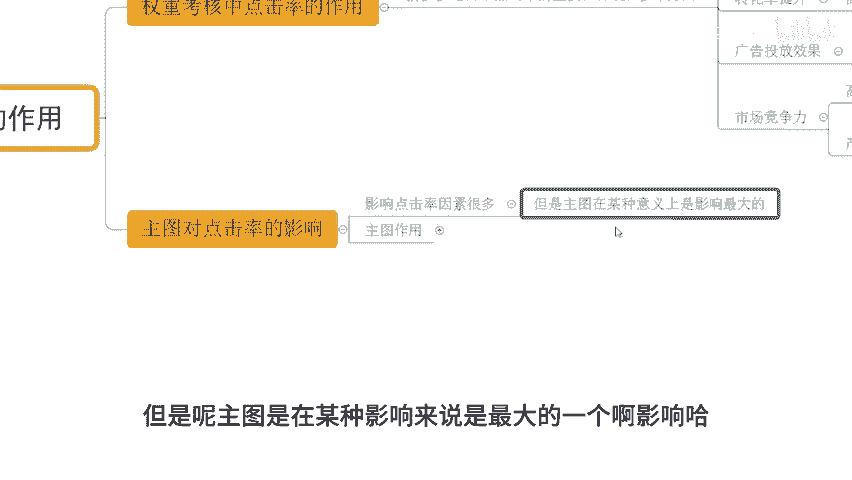 权重考核中点击率的作用
广告投放效果
的作用
市场竞争力
影响点击率因素很多
但是主图在某种意义上是影响最大的
主图对点击率的影响
主图作用
但是呢主图是在某种影响来说是最大的一个啊影响哈